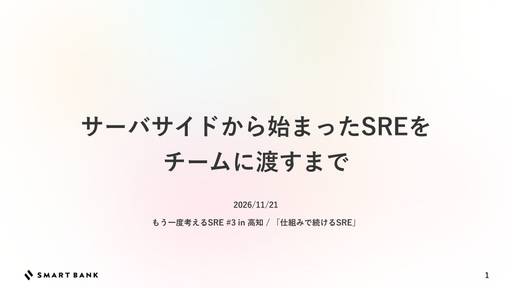 サーバサイドから始まったSREを
チームに渡すまで
2026/11/21
もう一度考えるSRE #3 in 高知 / 「仕組みで続けるSRE」
SMART BANK
1